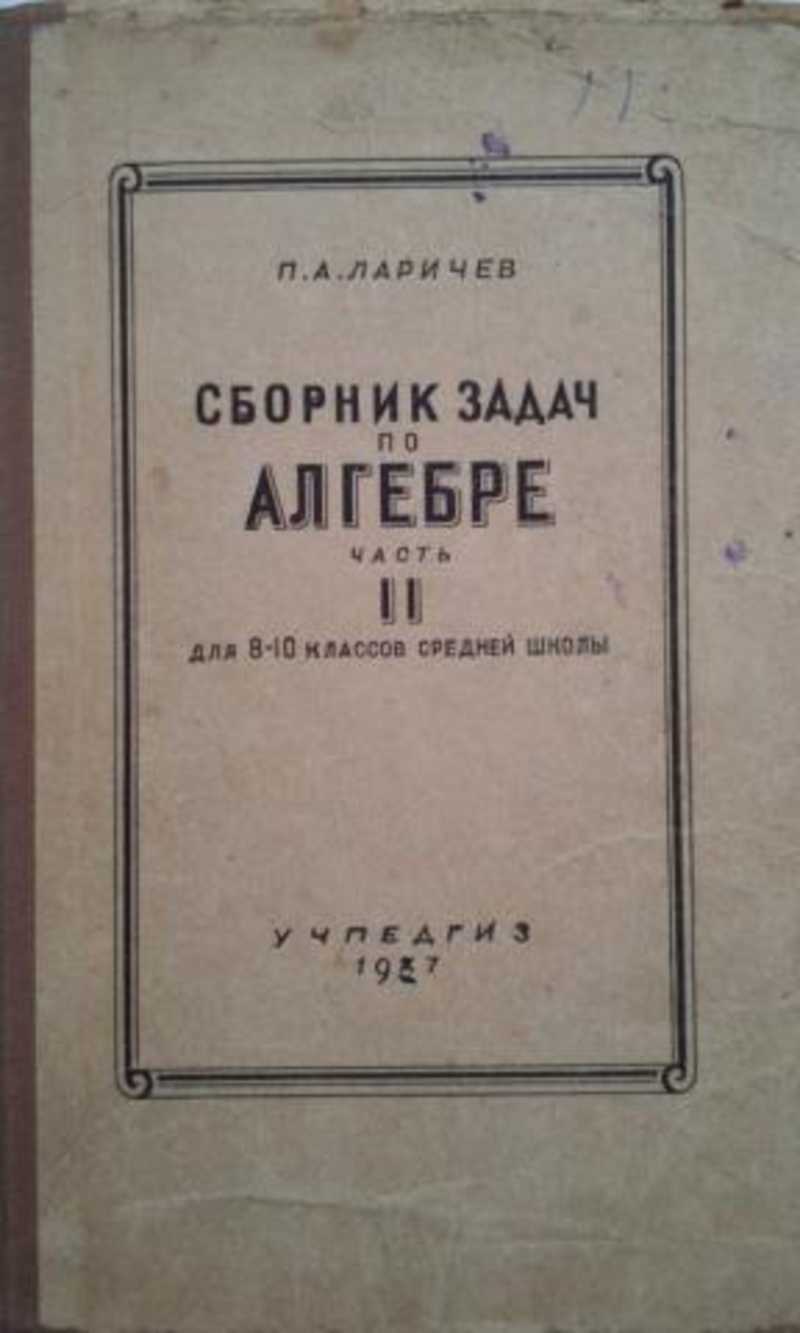 П.А.ЛАРИЧЕВ
СБОРНИК ЗАДАЧ
ПО
АЛГЕБРЕ
ЧАСТЬ
II
ДЛЯ 8-10 КЛАССОВ СРЕДНЕЙ ШКОЛЫ
УЧПЕДГИЗ